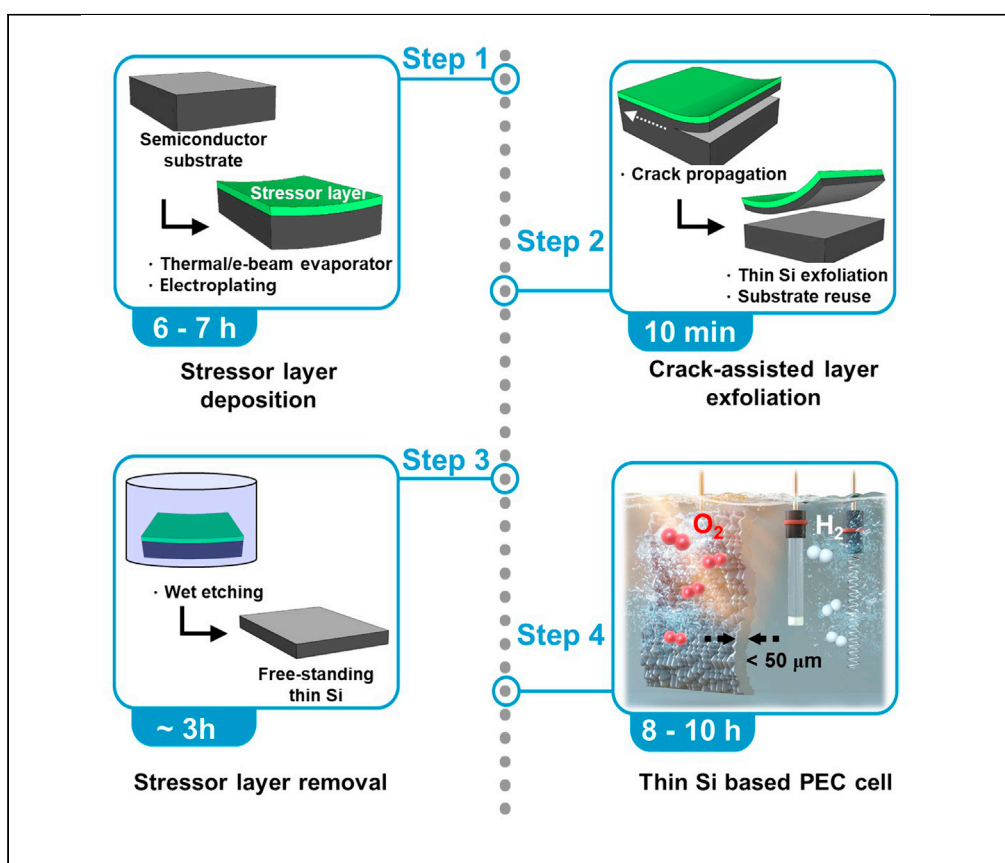 Step 1
Semiconductor
substrate
Stressor layer
· Thermal/e-beam evaporator
· Electroplating
6 - 7 h
Stressor layer
deposition
Step 2
· Crack propagation
· Thin Si exfoliation
· Substrate reuse
10 min
Crack-assisted layer
exfoliation
Step 3
· Wet etching
Free-standing
thin Si
~ 3h
Stressor layer removal
Step 4
O₂
H₂
< 50 μm
8 - 10 h
Thin Si based PEC cell